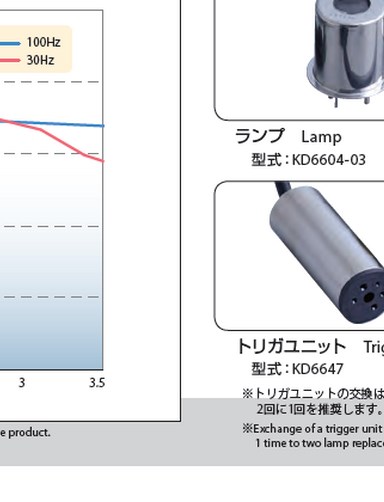 100Hz
30Hz
3
3.5
e product.
ランプ Lamp
型式：KD6604-03
トリガユニット Trig
型式：KD6647
※トリガユニットの交換は
2回に1回を推奨します。
※Exchange of a trigger unit
1 time to two lamp replac